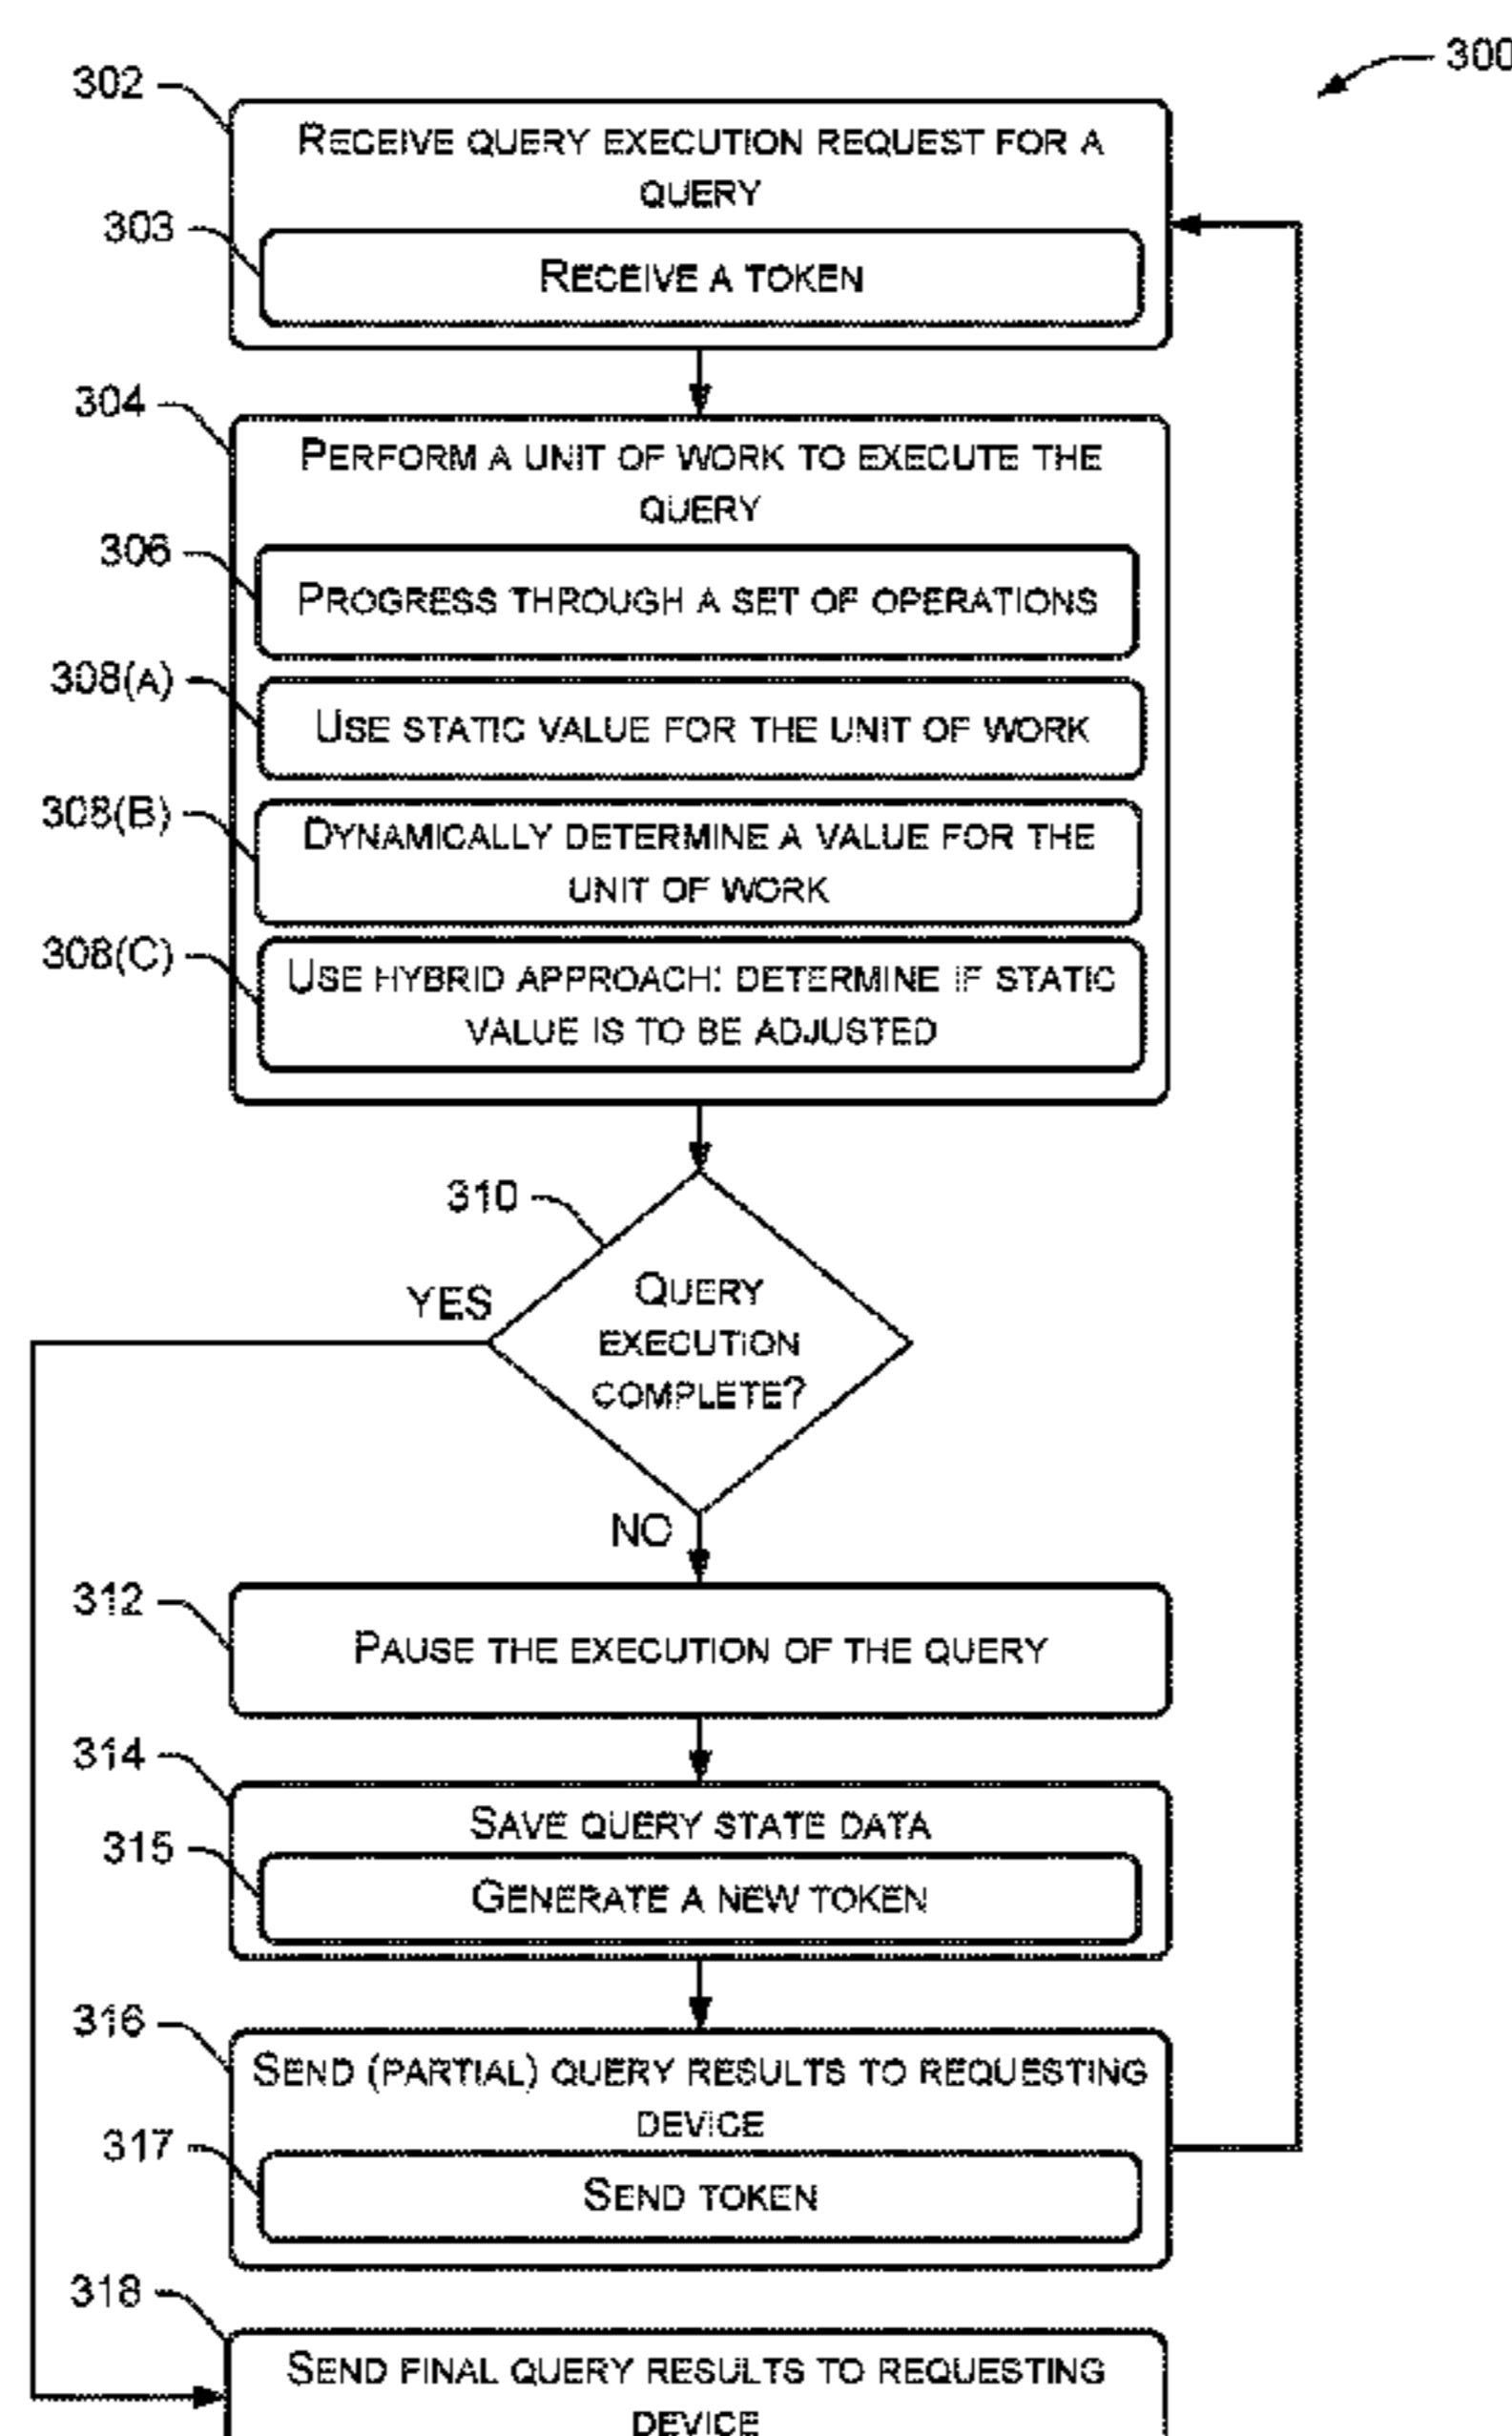 300
302
RECEIVE QUERY EXECUTION REQUEST FOR A
QUERY
303
RECEIVE A TOKEN
304
PERFORM A UNIT OF WORK TO EXECUTE THE
QUERY
306
PROGRESS THROUGH A SET OF OPERATIONS
308(A)
USE STATIC VALUE FOR THE UNIT OF WORK
308(B)
DYNAMICALLY DETERMINE A VALUE FOR THE
UNIT OF WORK
308(C)
USE HYBRID APPROACH: DETERMINE IF STATIC
VALUE IS TO BE ADJUSTED
310
YES
QUERY
EXECUTION
COMPLETE?
NO
312
PAUSE THE EXECUTION OF THE QUERY
314
SAVE QUERY STATE DATA
315
GENERATE A NEW TOKEN
316
SEND (PARTIAL) QUERY RESULTS TO REQUESTING
DEVICE
317
SEND TOKEN
318
SEND FINAL QUERY RESULTS TO REQUESTING
DEVICE